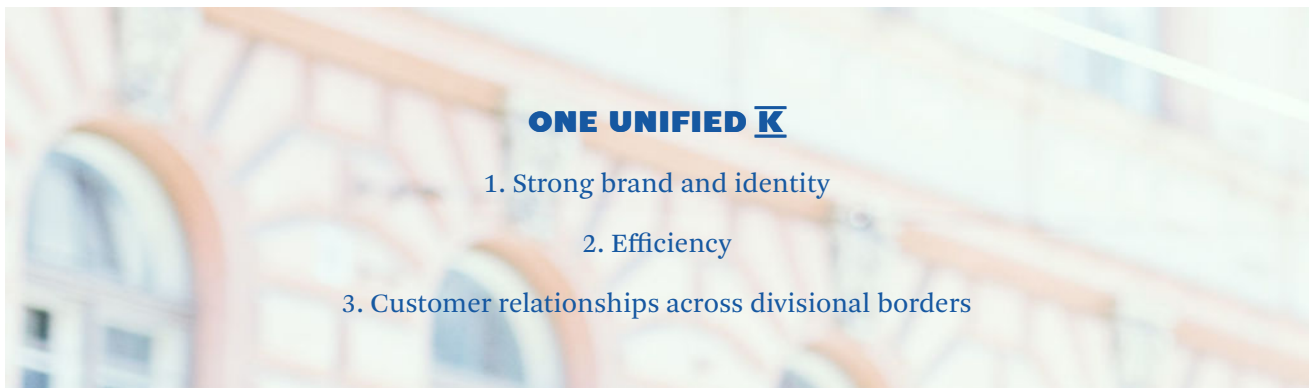 ONE UNIFIED K
1. Strong brand and identity
2. Efficiency
3. Customer relationships across divisional borders